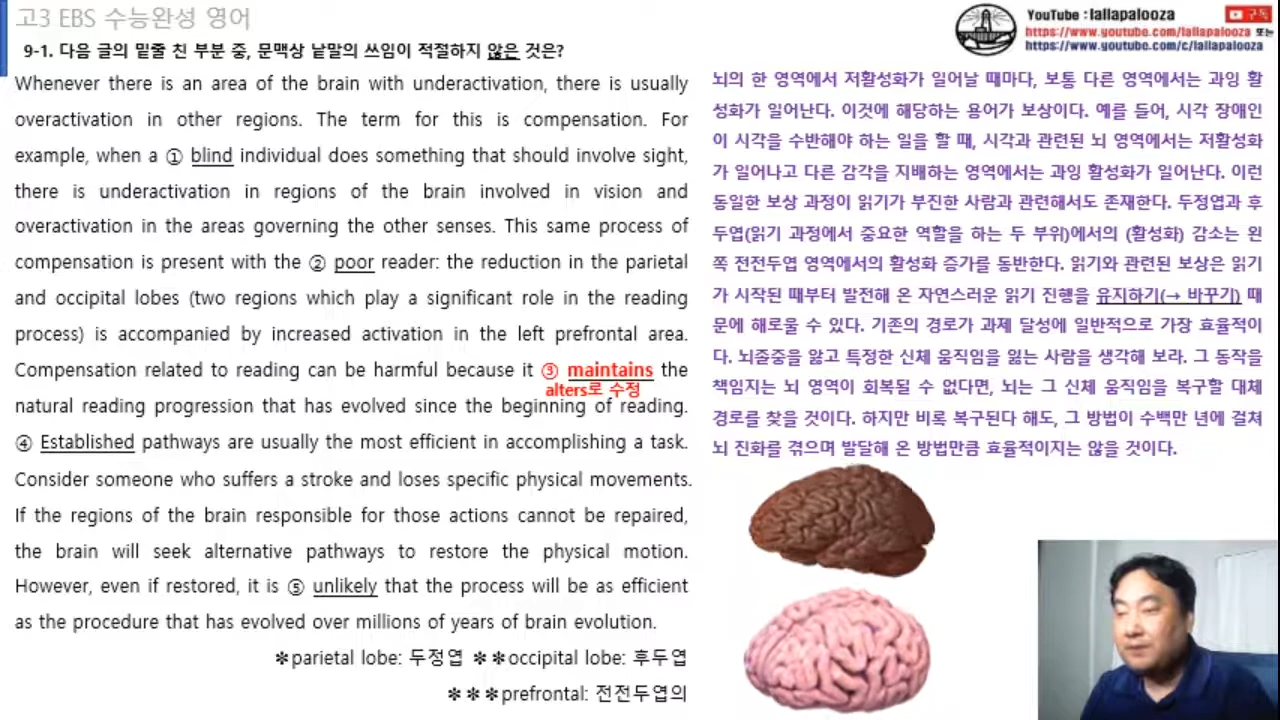 고3 EBS 수능완성 영어
9-1. 다음 글의 밑줄 친 부분 중, 문맥상 낱말의 쓰임이 적절하지 않은 것은?
Whenever there is an area of the brain with underactivation, there is usually
overactivation in other regions. The term for this is compensation. For
example, when a ① blind individual does something that should involve sight,
there is underactivation in regions of the brain involved in vision and
overactivation in the areas governing the other senses. This same process of
compensation is present with the ② poor reader: the reduction in the parietal
and occipital lobes (two regions which play a significant role in the reading
process) is accompanied by increased activation in the left prefrontal area.
Compensation related to reading can be harmful because it ③ maintains the
alters로 수정
natural reading progression that has evolved since the beginning of reading.
④ Established pathways are usually the most efficient in accomplishing a task.
Consider someone who suffers a stroke and loses specific physical movements.
If the regions of the brain responsible for those actions cannot be repaired,
the brain will seek alternative pathways to restore the physical motion.
However, even if restored, it is ⑤ unlikely that the process will be as efficient
as the procedure that has evolved over millions of years of brain evolution.
*parietal lobe: 두정엽 **occipital lobe: 후두엽
***prefrontal: 전전두엽의
YouTube : lallapalooza 구독
https://www.youtube.com/lallapalooza 또는
https://www.youtube.com/c/lallapalooza
뇌의 한 영역에서 저활성화가 일어날 때마다, 보통 다른 영역에서는 과잉 활
성화가 일어난다. 이것에 해당하는 용어가 보상이다. 예를 들어, 시각 장애인
이 시각을 수반해야 하는 일을 할 때, 시각과 관련된 뇌 영역에서는 저활성화
가 일어나고 다른 감각을 지배하는 영역에서는 과잉 활성화가 일어난다. 이런
동일한 보상 과정이 읽기가 부진한 사람과 관련해서도 존재한다. 두정엽과 후
두엽(읽기 과정에서 중요한 역할을 하는 두 부위)에서의 (활성화) 감소는 왼
쪽 전전두엽 영역에서의 활성화 증가를 동반한다. 읽기와 관련된 보상은 읽기
가 시작된 때부터 발전해 온 자연스러운 읽기 진행을 유지하기(→ 바꾸기) 때
문에 해로울 수 있다. 기존의 경로가 과제 달성에 일반적으로 가장 효율적이
다. 뇌졸중을 앓고 특정한 신체 움직임을 잃는 사람을 생각해 보라. 그 동작을
책임지는 뇌 영역이 회복될 수 없다면, 뇌는 그 신체 움직임을 복구할 대체
경로를 찾을 것이다. 하지만 비록 복구된다 해도, 그 방법이 수백만 년에 걸쳐
뇌 진화를 겪으며 발달해 온 방법만큼 효율적이지는 않을 것이다.